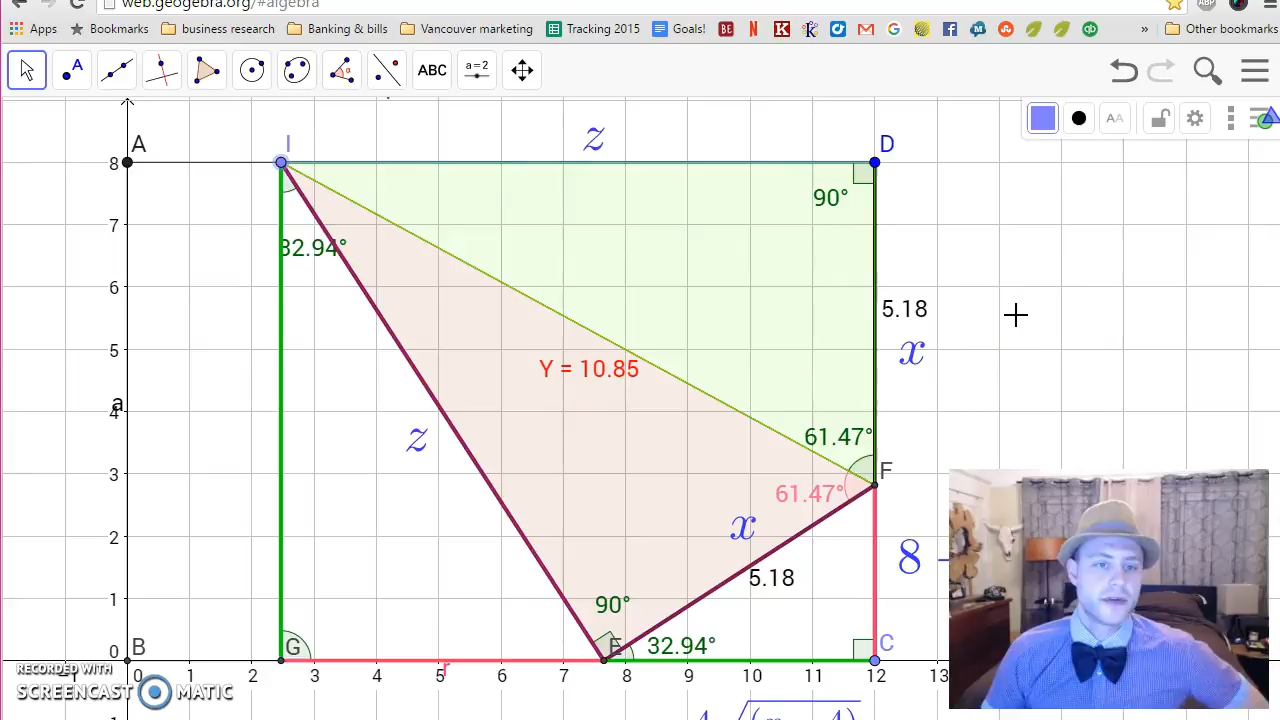 web.geogebra.org/#algebra
Apps Bookmarks business research Banking & bills Vancouver marketing Tracking 2015 Goals! » Other bookmarks
ABC a=2 AA
A I z D
8 90°
7 32.94°
6 5.18
5 Y = 10.85 x
a
4 z 61.47°
3 61.47° F
2 x 8 -
1 5.18
90°
0 B G E 32.94° C
-1 0 2 3 4 5 6 7 8 9 10 11 12 13
r
RECORDED WITH
SCREENCAST MATIC